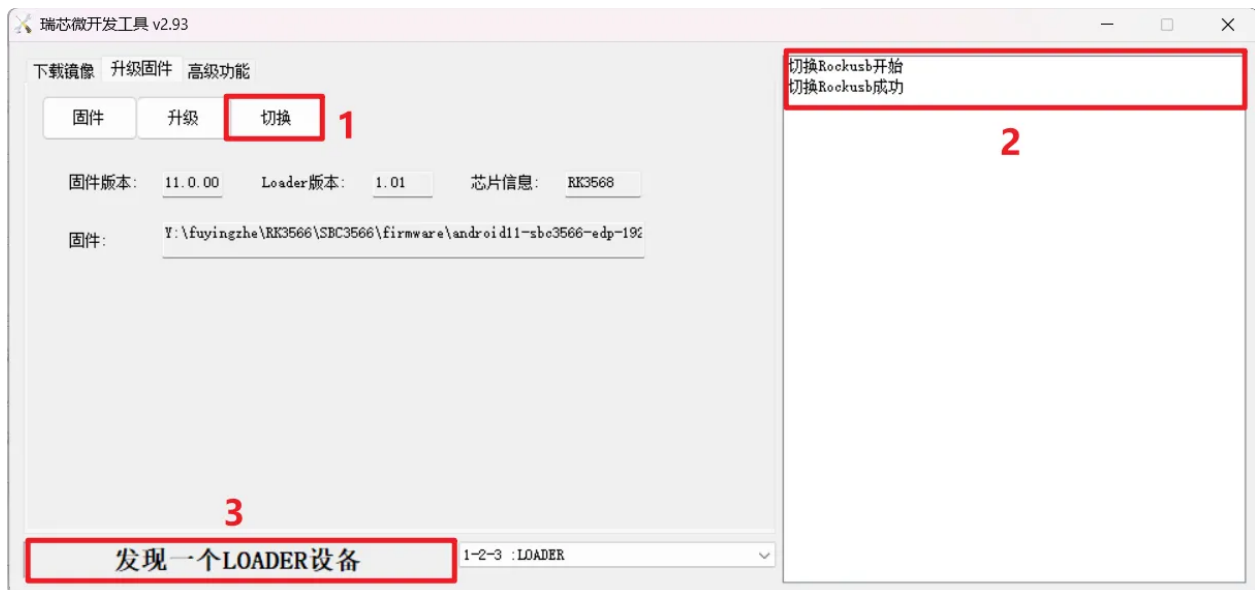 瑞芯微开发工具 v2.93
下载镜像 升级固件 高级功能
固件 升级 切换 1
固件版本: 11.0.00 Loader版本: 1.01 芯片信息: RK3568
固件: Y:\fuyingzhe\RK3566\SBC3566\firmware\android11-sbc3566-edp-192
3
发现一个LOADER设备 1-2-3 :LOADER
切换Rockusb开始
切换Rockusb成功
2